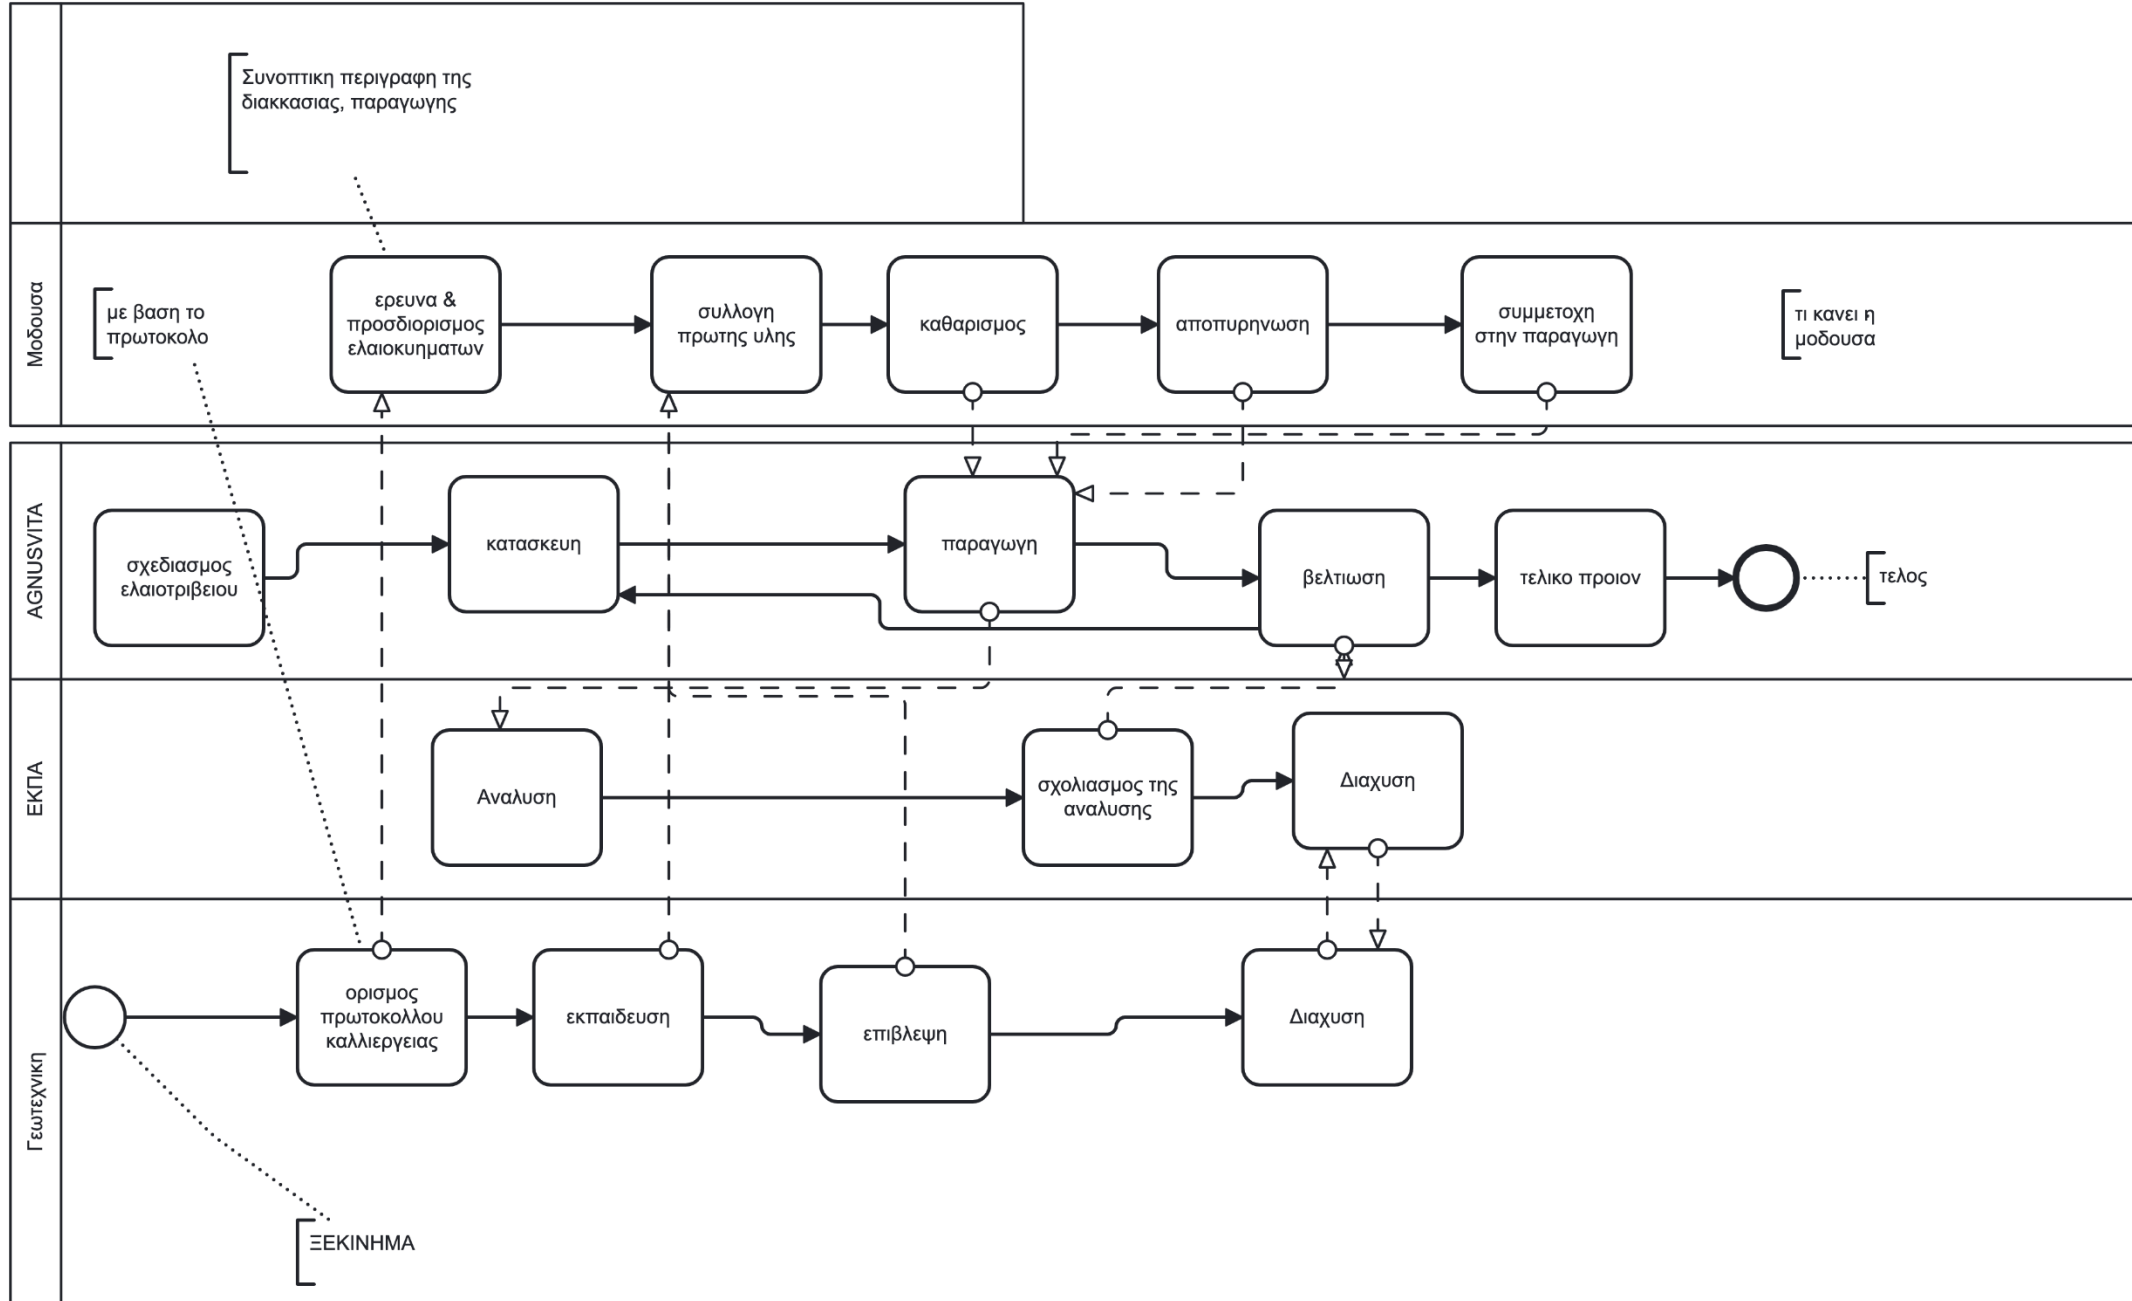 Συνοπτικη περιγραφη της
διακκασιας, παραγωγης
Μοδουσα
με βαση το
πρωτοκολο
ερευνα &
προσδιορισμος
ελαιοκυηματων
συλλογη
πρωτης υλης
καθαρισμος
αποπυρηνωση
συμμετοχη
στην παραγωγη
τι κανει η
μοδουσα
AGNUSVITA
σχεδιασμος
ελαιοτριβειου
κατασκευη
παραγωγη
βελτιωση
τελικο προιον
τελος
ΕΚΠΑ
Αναλυση
σχολιασμος της
αναλυσης
Διαχυση
Γεωτεχνικη
ορισμος
πρωτοκολλου
καλλιεργειας
εκπαιδευση
επιβλεψη
Διαχυση
ΞΕΚΙΝΗΜΑ